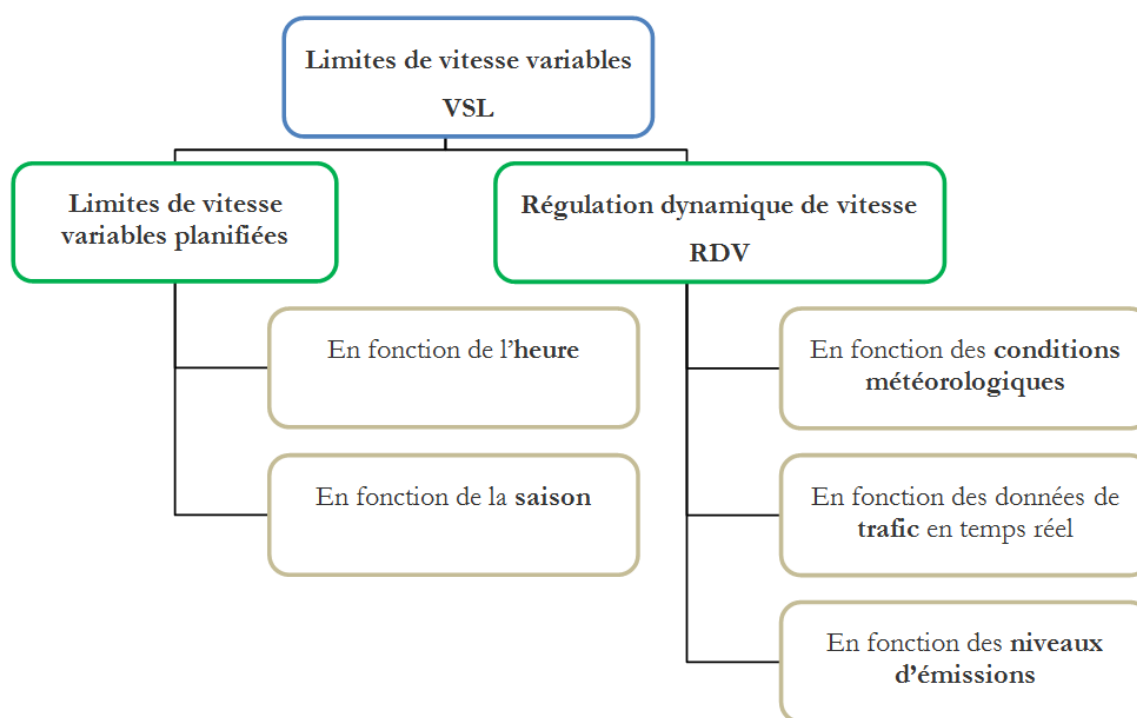 Limites de vitesse variables
VSL
Limites de vitesse
variables planifiées
Régulation dynamique de vitesse
RDV
En fonction de l’heure
En fonction de la saison
En fonction des conditions
météorologiques
En fonction des données de
trafic en temps réel
En fonction des niveaux
d’émissions